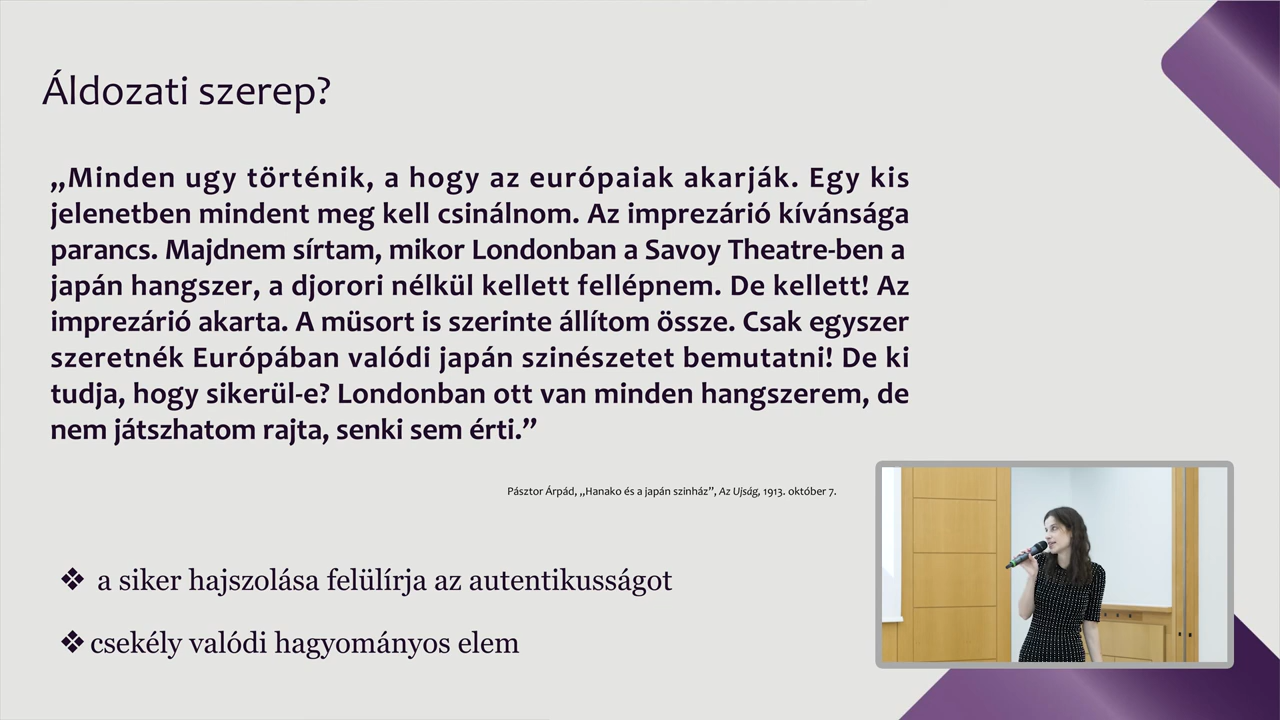 Áldozati szerep?
„Minden ugy történik, a hogy az európaiak akarják. Egy kis
jelenetben mindent meg kell csinálnom. Az imprezárió kívánsága
parancs. Majdnem sírtam, mikor Londonban a Savoy Theatre-ben a
japán hangszer, a djorori nélkül kellett fellépnem. De kellett! Az
imprezárió akarta. A müsort is szerinte állítom össze. Csak egyszer
szeretnék Európában valódi japán szinészetet bemutatni! De ki
tudja, hogy sikerül-e? Londonban ott van minden hangszerem, de
nem játszhatom rajta, senki sem érti.”
Pásztor Árpád, „Hanako és a japán szinház”, Az Ujság, 1913. október 7.
❖ a siker hajszolása felülírja az autentikusságot
❖ csekély valódi hagyományos elem